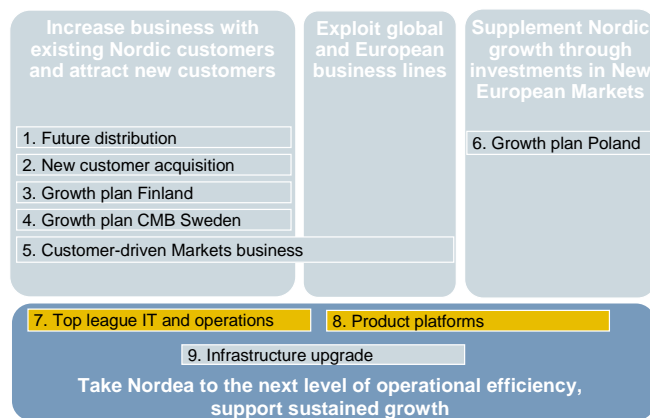 Increase business with
existing Nordic customers
and attract new customers
Exploit global
and European
business lines
Supplement Nordic
growth through
investments in New
European Markets
1. Future distribution
2. New customer acquisition
3. Growth plan Finland
4. Growth plan CMB Sweden
5. Customer-driven Markets business
6. Growth plan Poland
7. Top league IT and operations
8. Product platforms
9. Infrastructure upgrade
Take Nordea to the next level of operational efficiency,
support sustained growth